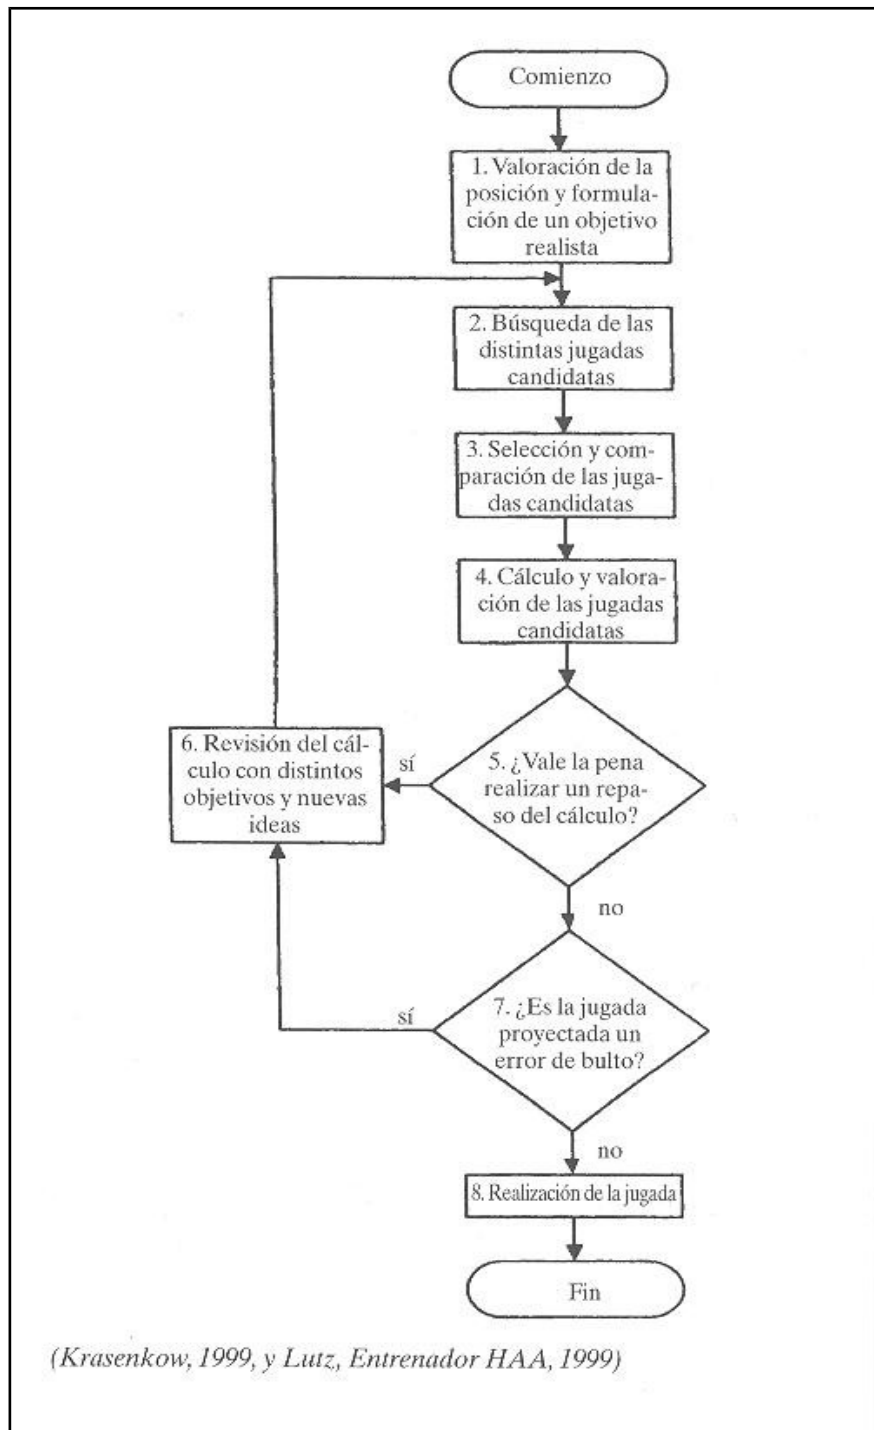 Comienzo
1. Valoración de la
posición y formula-
ción de un objetivo
realista
2. Búsqueda de las
distintas jugadas
candidatas
3. Selección y com-
paración de las juga-
das candidatas
4. Cálculo y valora-
ción de las jugadas
candidatas
5. ¿Vale la pena
realizar un repa-
so del cálculo?
sí
6. Revisión del cál-
culo con distintos
objetivos y nuevas
ideas
no
7. ¿Es la jugada
proyectada un
error de bulto?
sí
no
8. Realización de la jugada
Fin
(Krasenkow, 1999, y Lutz, Entrenador HAA, 1999)